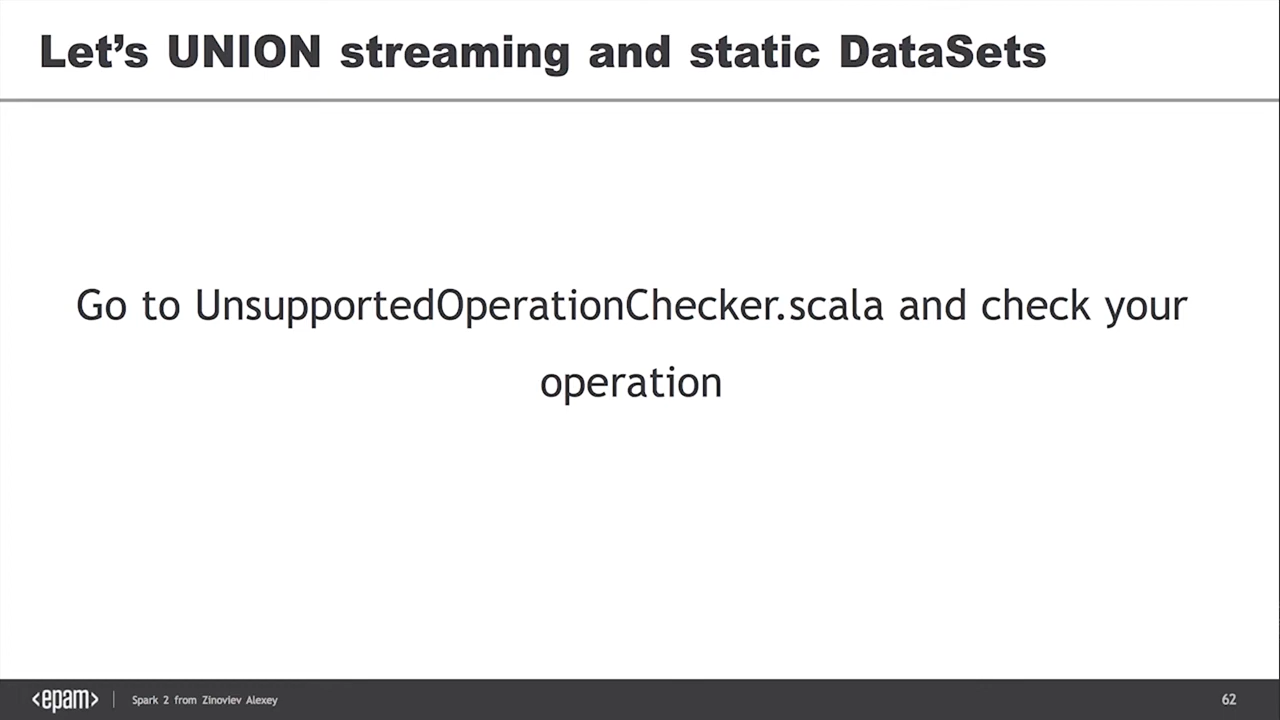 Let's UNION streaming and static DataSets
Go to UnsupportedOperationChecker.scala and check your
operation
<epam> Spark 2 from Zinoviev Alexey 62